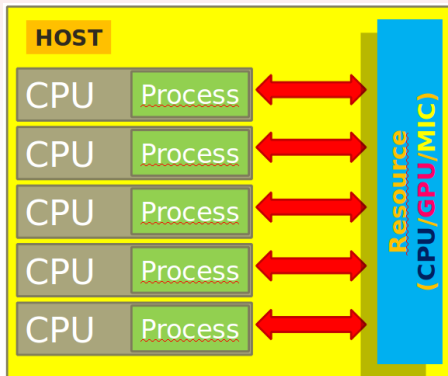 HOST
CPU Process
CPU Process
CPU Process
CPU Process
CPU Process
Resource
(CPU/GPU/MIC)